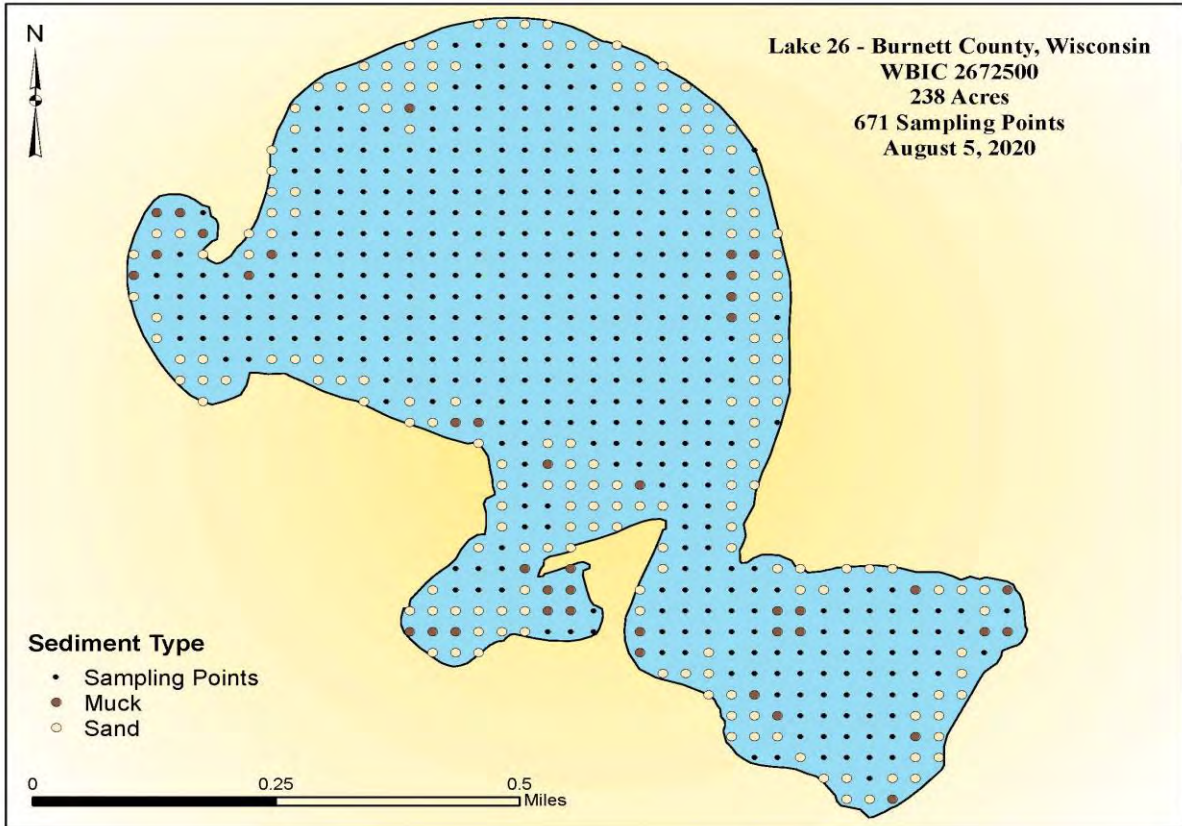 N
Lake 26 - Burnett County, Wisconsin
WBIC 2672500
238 Acres
671 Sampling Points
August 5, 2020
Sediment Type
Sampling Points
Muck
Sand
0 0.25 0.5
Miles